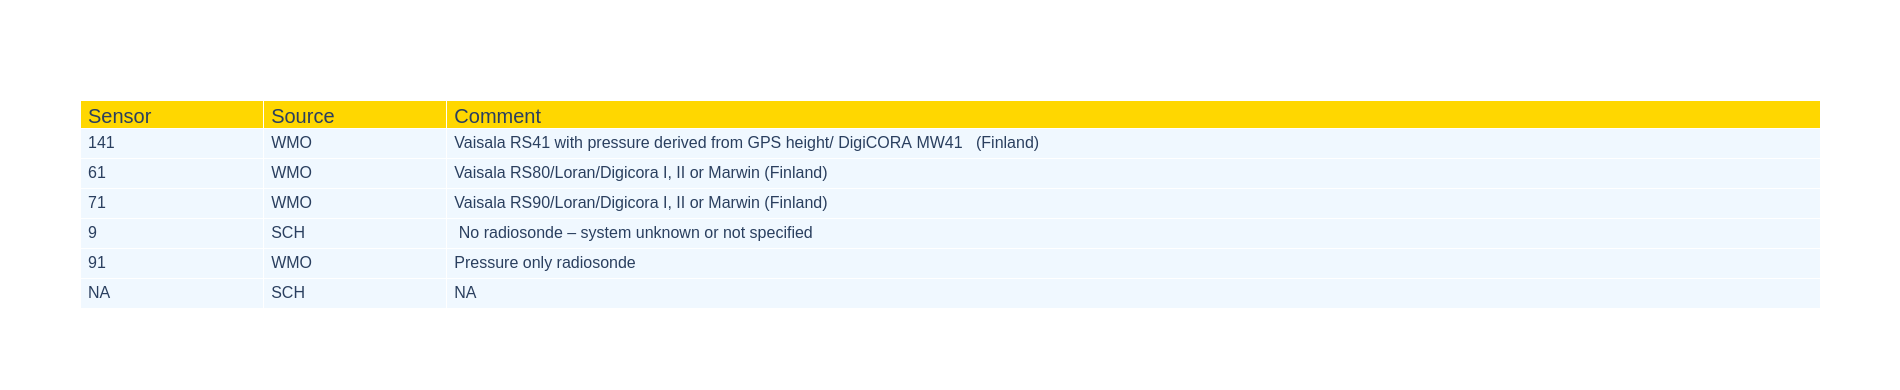 Sensor Source Comment
141 WMO Vaisala RS41 with pressure derived from GPS height/ DigiCORA MW41   (Finland)
61 WMO Vaisala RS80/Loran/Digicora I, II or Marwin (Finland)
71 WMO Vaisala RS90/Loran/Digicora I, II or Marwin (Finland)
9 SCH No radiosonde – system unknown or not specified
91 WMO Pressure only radiosonde
NA SCH NA